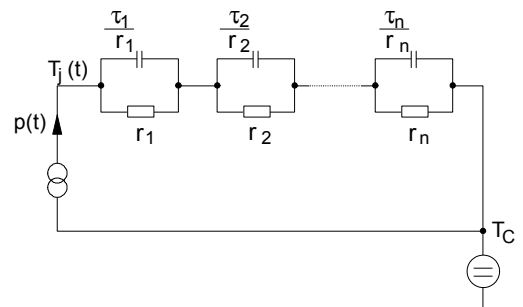 τ1 τ2 τn
r1 r2 rn
Tj (t)
r1 r2 rn
p(t)
TC